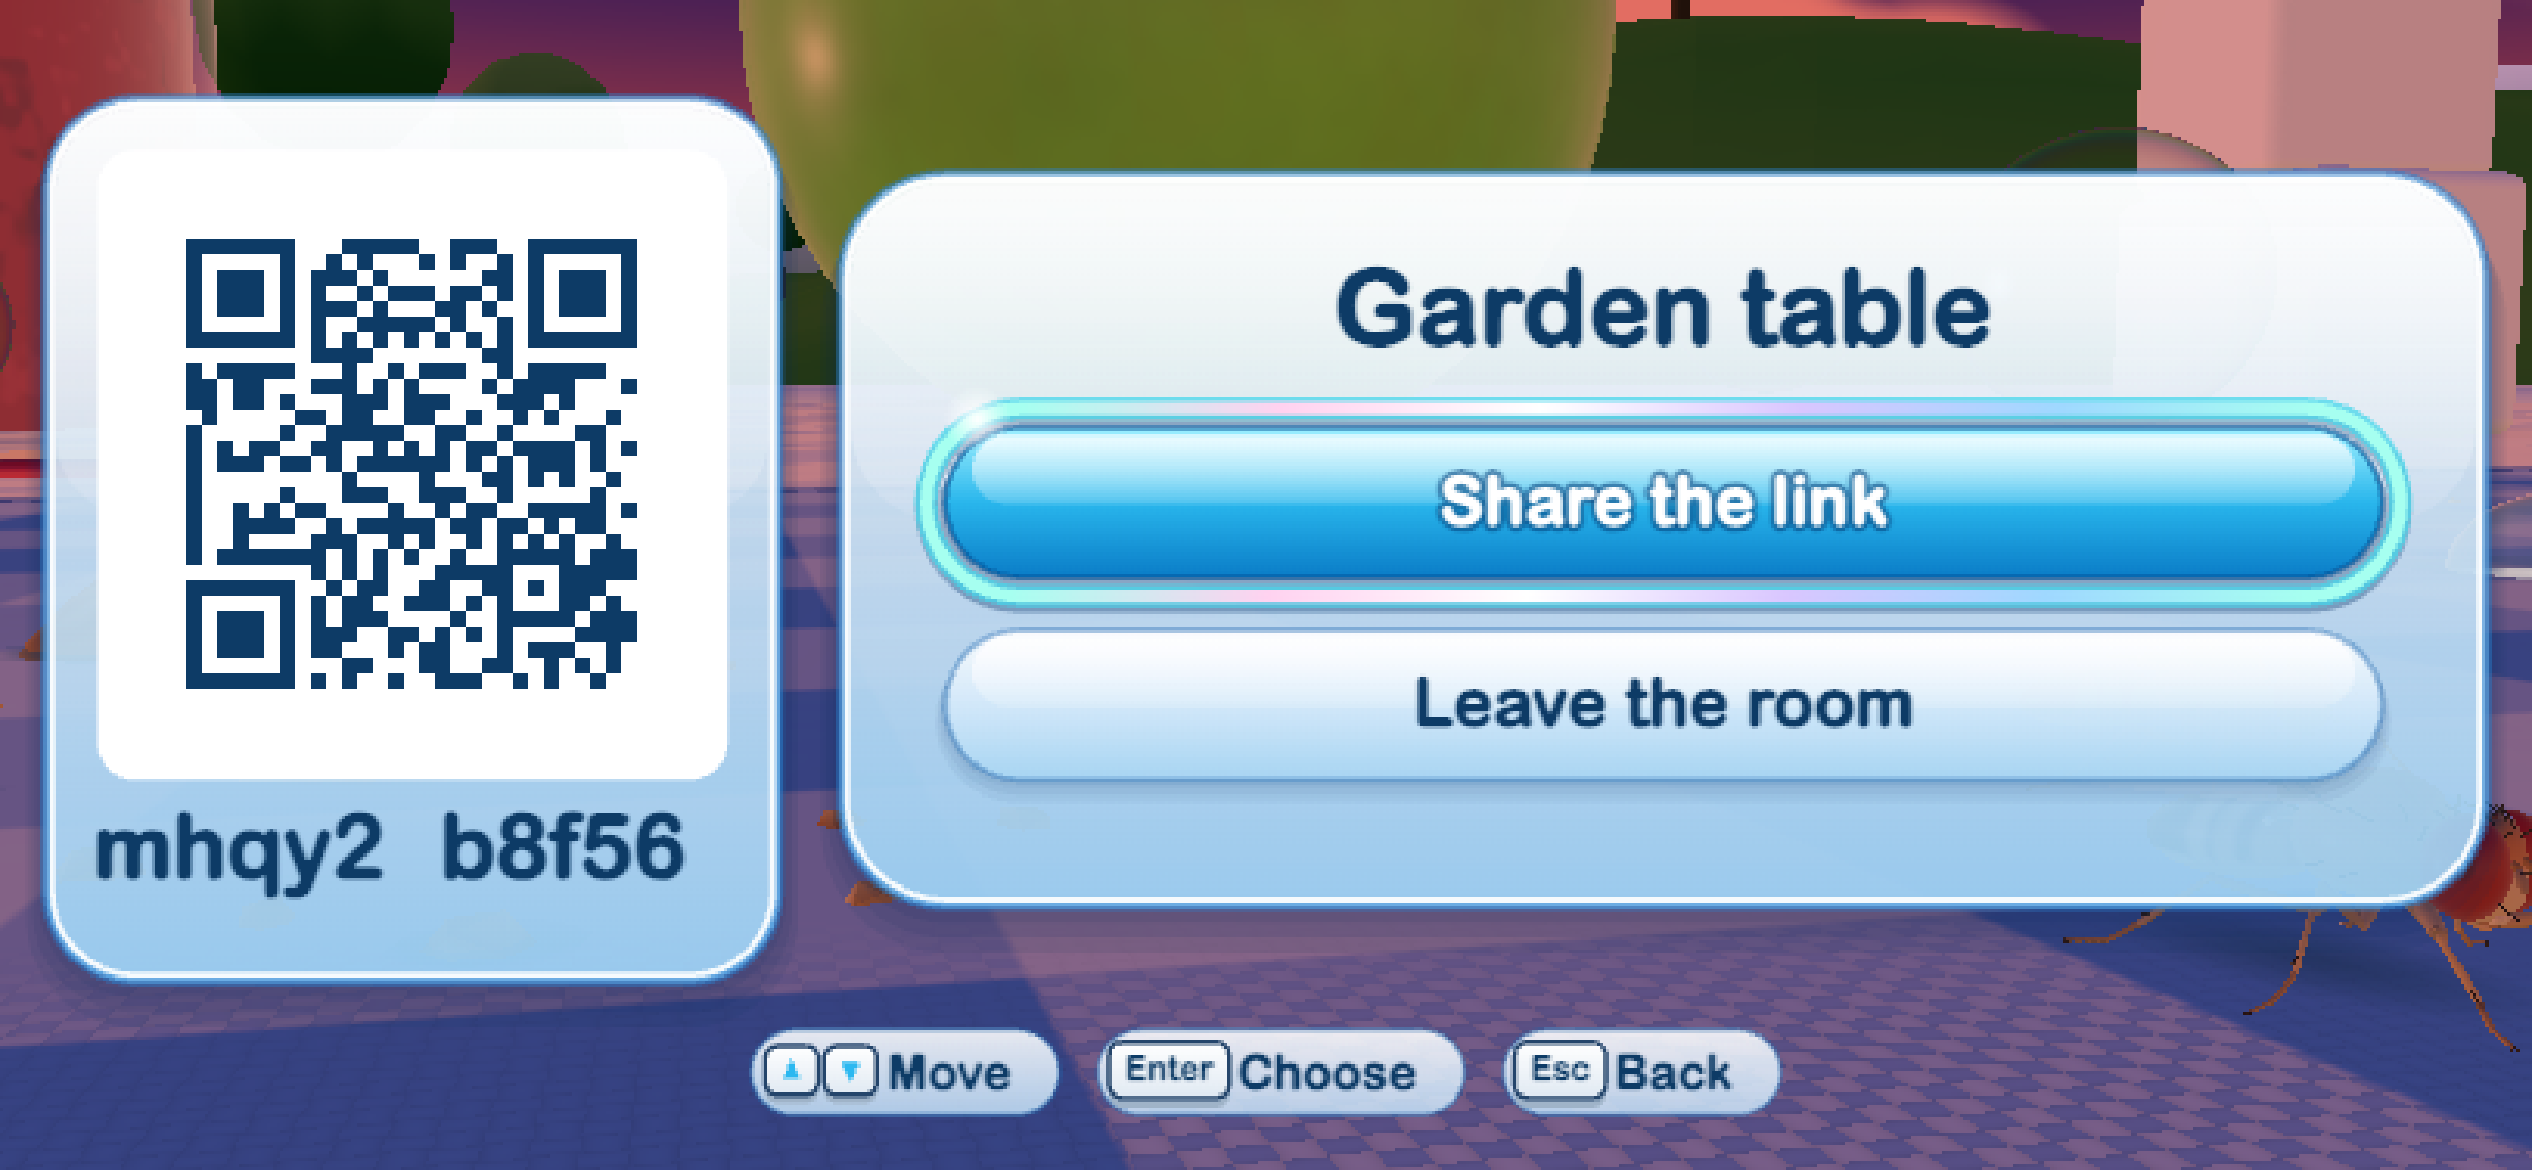 mhqy2 b8f56
Garden table
Share the link
Leave the room
Move Enter Choose Esc Back